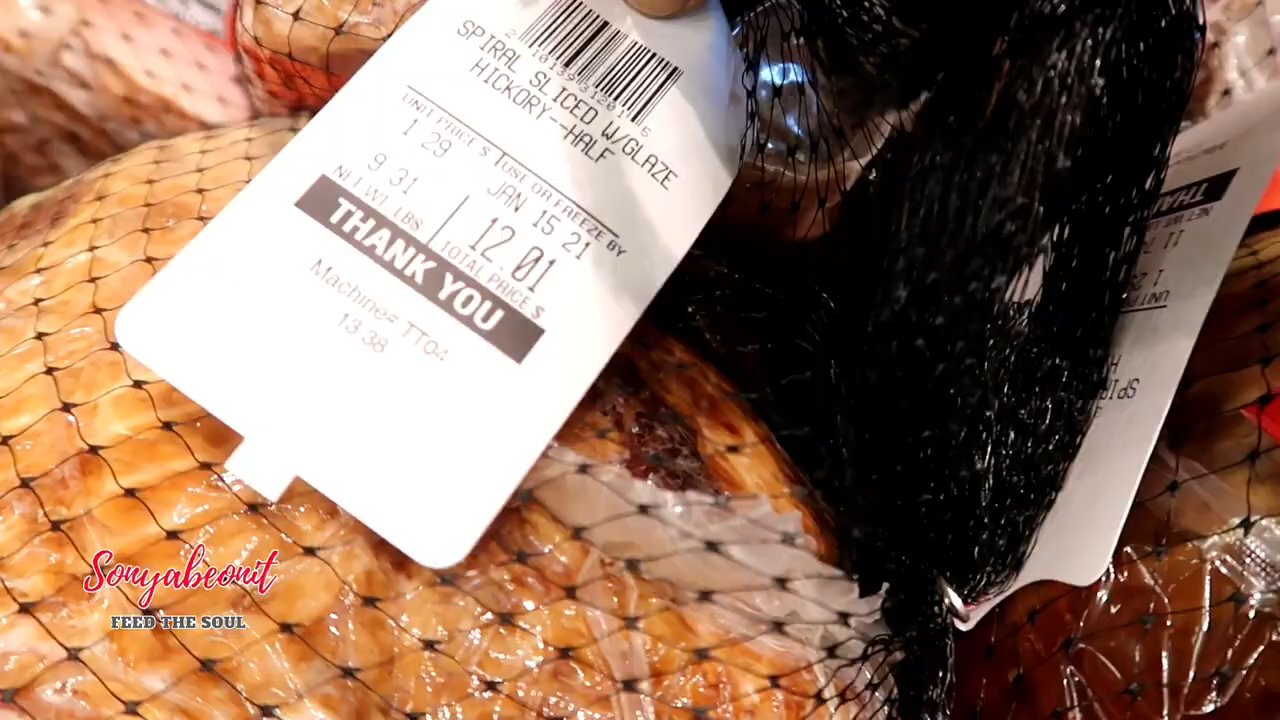 SPIRAL SLICED W/GLAZE
HICKORY--HALF
UNIT PRICE $ USE OR FREEZE BY
1 29 JAN 15 21
9 31 12 01
NET WT LBS TOTAL PRICE $
THANK YOU
Machine# TT04
13:38
Sonyabeonit
FEED THE SOUL